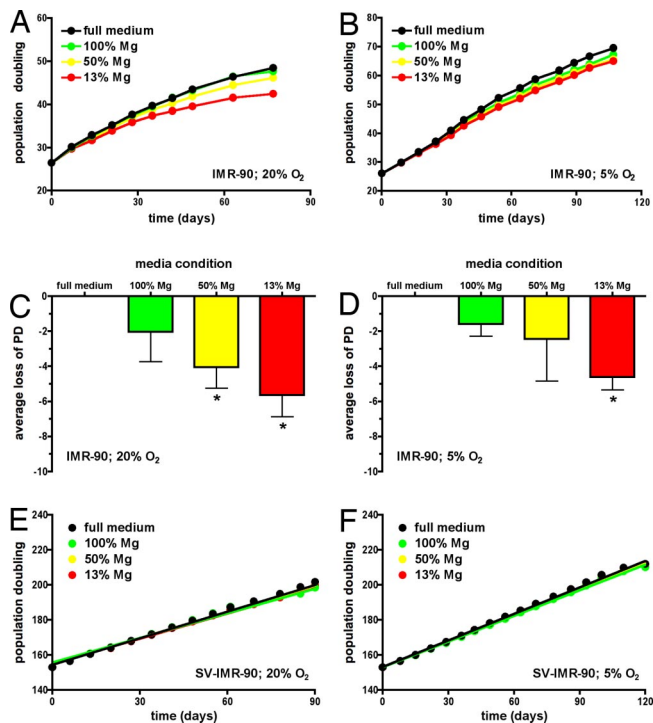 A
full medium
100% Mg
50% Mg
13% Mg
population doubling
60
50
40
30
20
0
30
60
90
IMR-90; 20% O₂
time (days)
B
full medium
100% Mg
50% Mg
13% Mg
population doubling
80
70
60
50
40
30
20
0
30
60
90
120
IMR-90; 5% O₂
time (days)
C
media condition
full medium 100% Mg 50% Mg 13% Mg
average loss of PD
0
-2
-4
-6
-8
-10
*
*
IMR-90; 20% O₂
D
media condition
full medium 100% Mg 50% Mg 13% Mg
average loss of PD
0
-2
-4
-6
-8
-10
*
IMR-90; 5% O₂
E
full medium
100% Mg
50% Mg
13% Mg
population doubling
240
220
200
180
160
140
0
30
60
90
SV-IMR-90; 20% O₂
time (days)
F
full medium
100% Mg
50% Mg
13% Mg
population doubling
240
220
200
180
160
140
0
30
60
90
120
SV-IMR-90; 5% O₂
time (days)